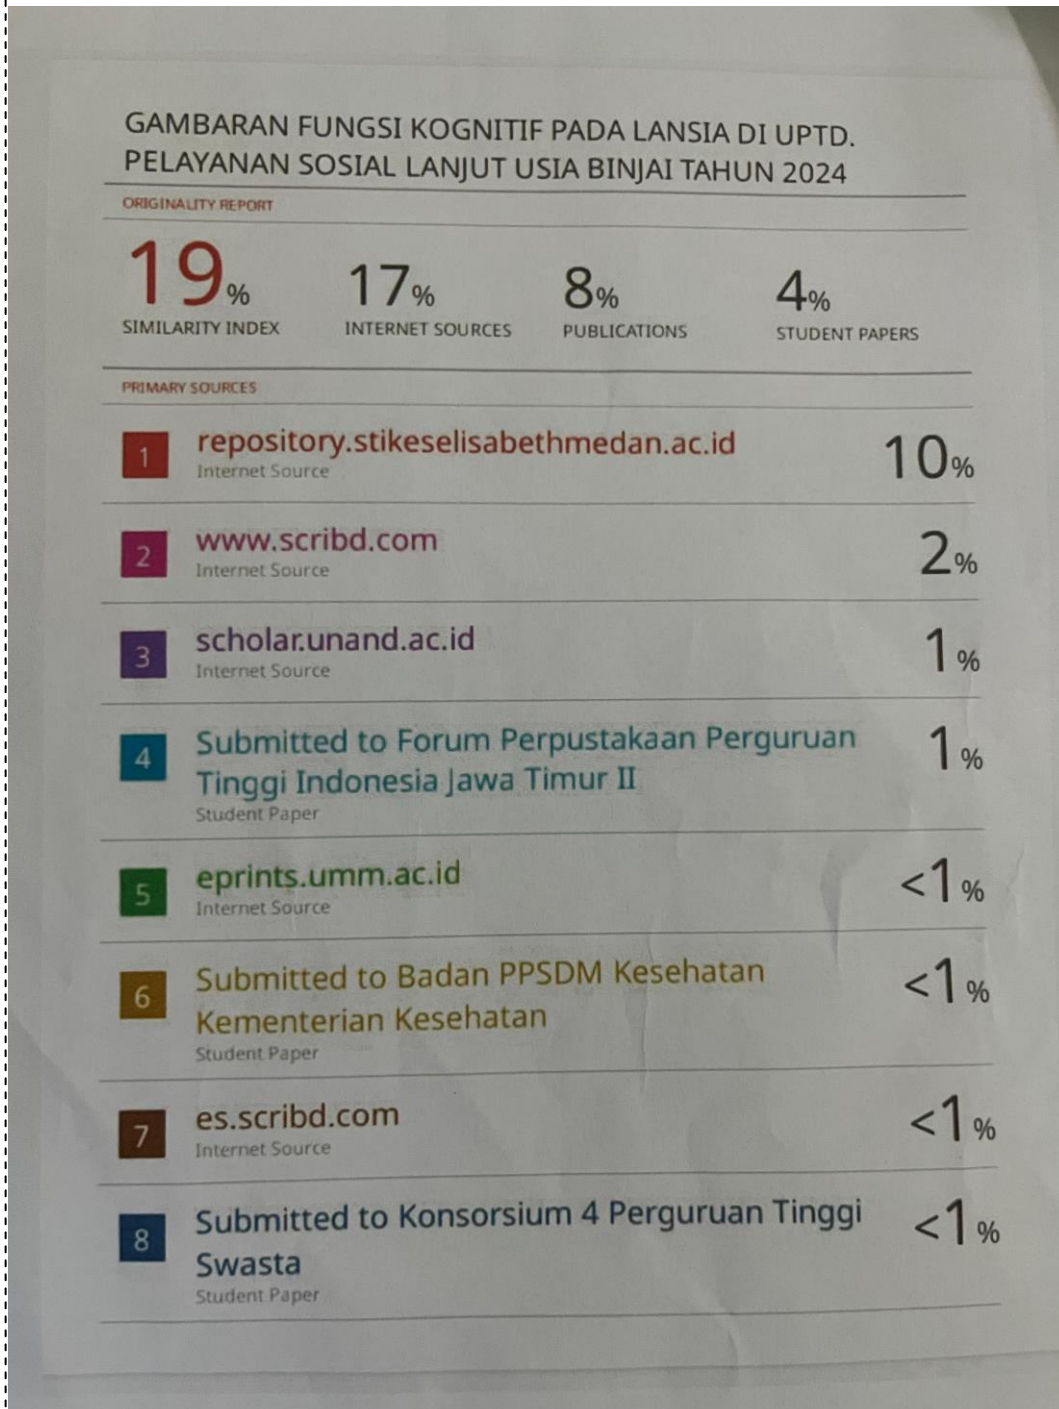 GAMBARAN FUNGSI KOGNITIF PADA LANSIA DI UPTD.
PELAYANAN SOSIAL LANJUT USIA BINJAI TAHUN 2024
ORIGINALITY REPORT
19%
SIMILARITY INDEX
17%
INTERNET SOURCES
8%
PUBLICATIONS
4%
STUDENT PAPERS
PRIMARY SOURCES
1 repository.stikeselisabethmedan.ac.id 10%
Internet Source
2 www.scribd.com 2%
Internet Source
3 scholar.unand.ac.id 1%
Internet Source
4 Submitted to Forum Perpustakaan Perguruan 1%
Tinggi Indonesia Jawa Timur II
Student Paper
5 eprints.umm.ac.id <1%
Internet Source
6 Submitted to Badan PPSDM Kesehatan <1%
Kementerian Kesehatan
Student Paper
7 es.scribd.com <1%
Internet Source
8 Submitted to Konsorsium 4 Perguruan Tinggi <1%
Swasta
Student Paper